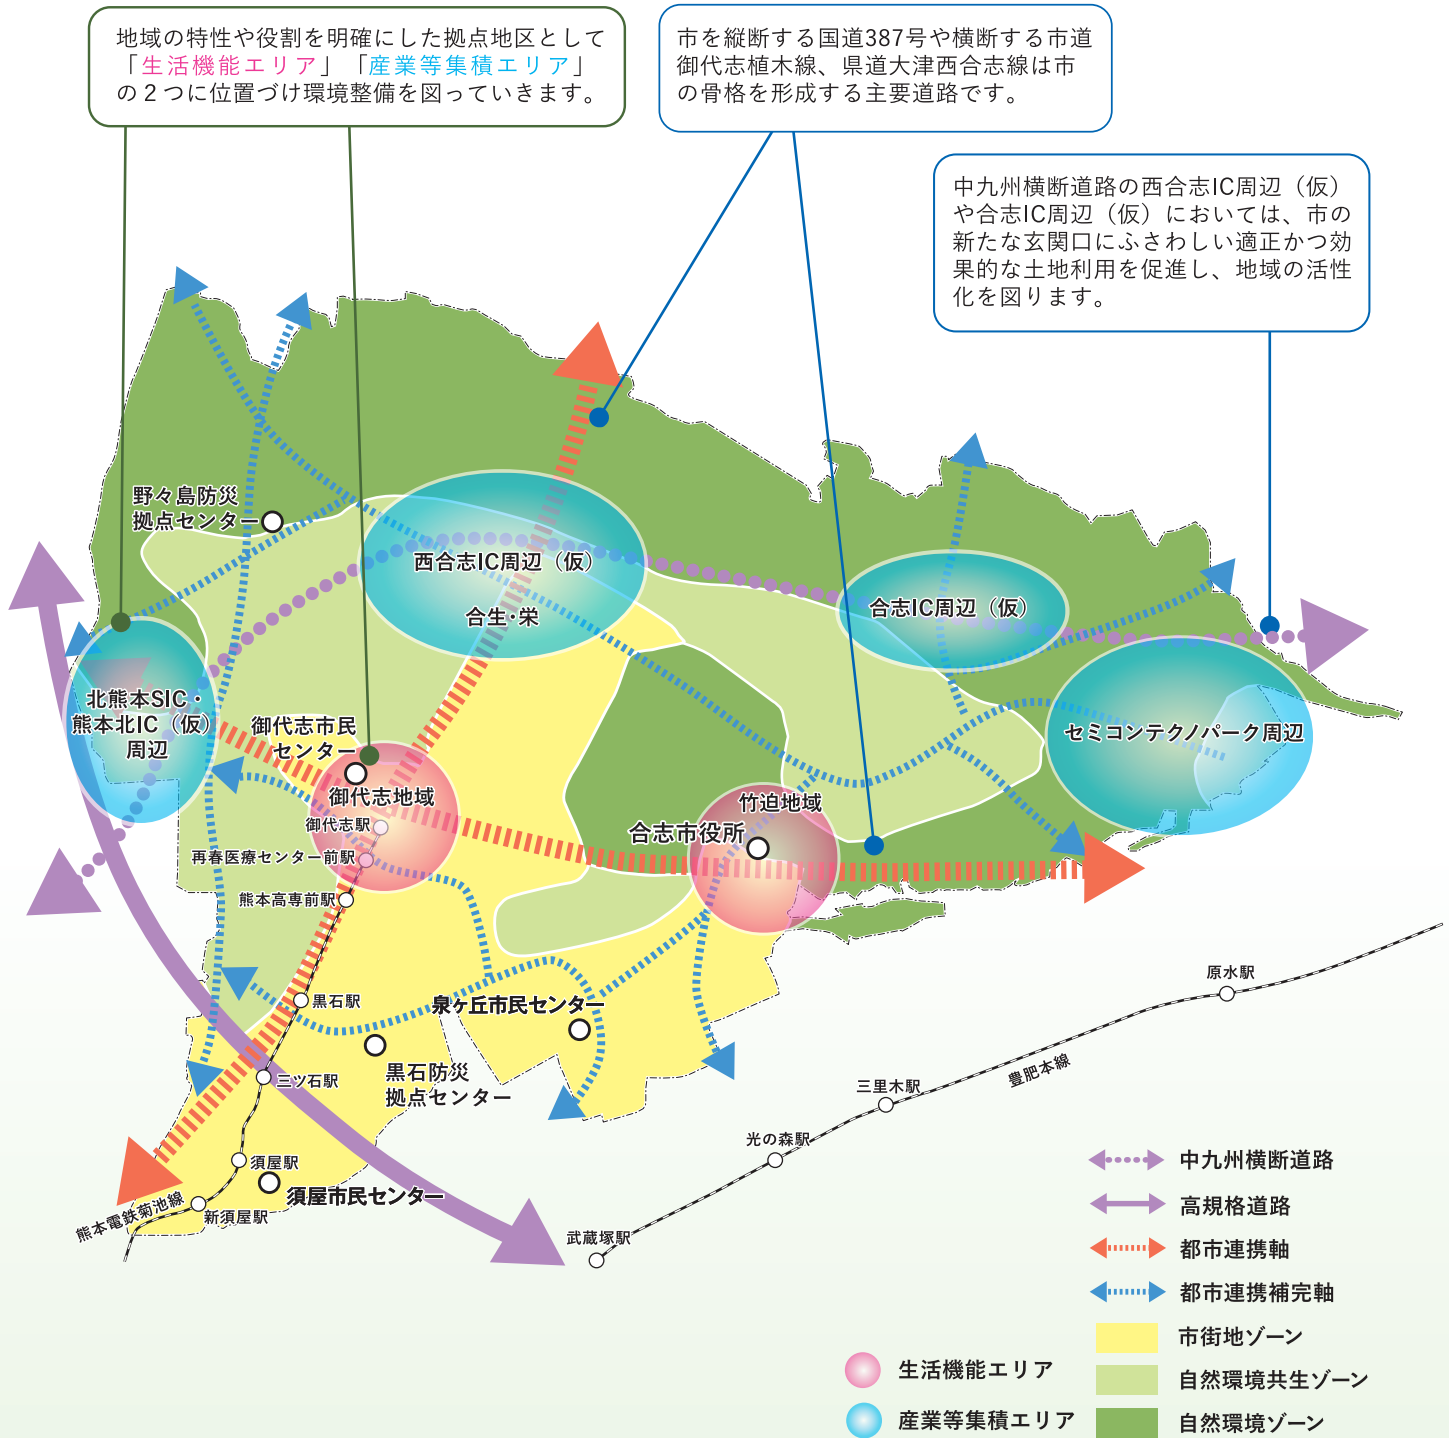 地域の特性や役割を明確にした拠点地区として
「生活機能エリア」「産業等集積エリア」
の２つに位置づけ環境整備を図っていきます。
市を縦断する国道387号や横断する市道
御代志植木線、県道大津西合志線は市
の骨格を形成する主要道路です。
中九州横断道路の西合志IC周辺（仮）
や合志IC周辺（仮）においては、市の
新たな玄関口にふさわしい適正かつ効
果的な土地利用を促進し、地域の活性
化を図ります。
野々島防災
拠点センター
西合志IC周辺（仮）
合生・栄
合志IC周辺（仮）
北熊本SIC・
熊本北IC（仮）
周辺
御代志市民
センター
セミコンテクノパーク周辺
御代志地域
竹迫地域
御代志駅
合志市役所
再春医療センター前駅
熊本高専前駅
黒石駅
泉ヶ丘市民センター
原水駅
黒石防災
拠点センター
三ツ石駅
豊肥本線
三里木駅
光の森駅
須屋駅
須屋市民センター
熊本電鉄菊池線
新須屋駅
武蔵塚駅
中九州横断道路
高規格道路
都市連携軸
都市連携補完軸
市街地ゾーン
生活機能エリア
自然環境共生ゾーン
産業等集積エリア
自然環境ゾーン